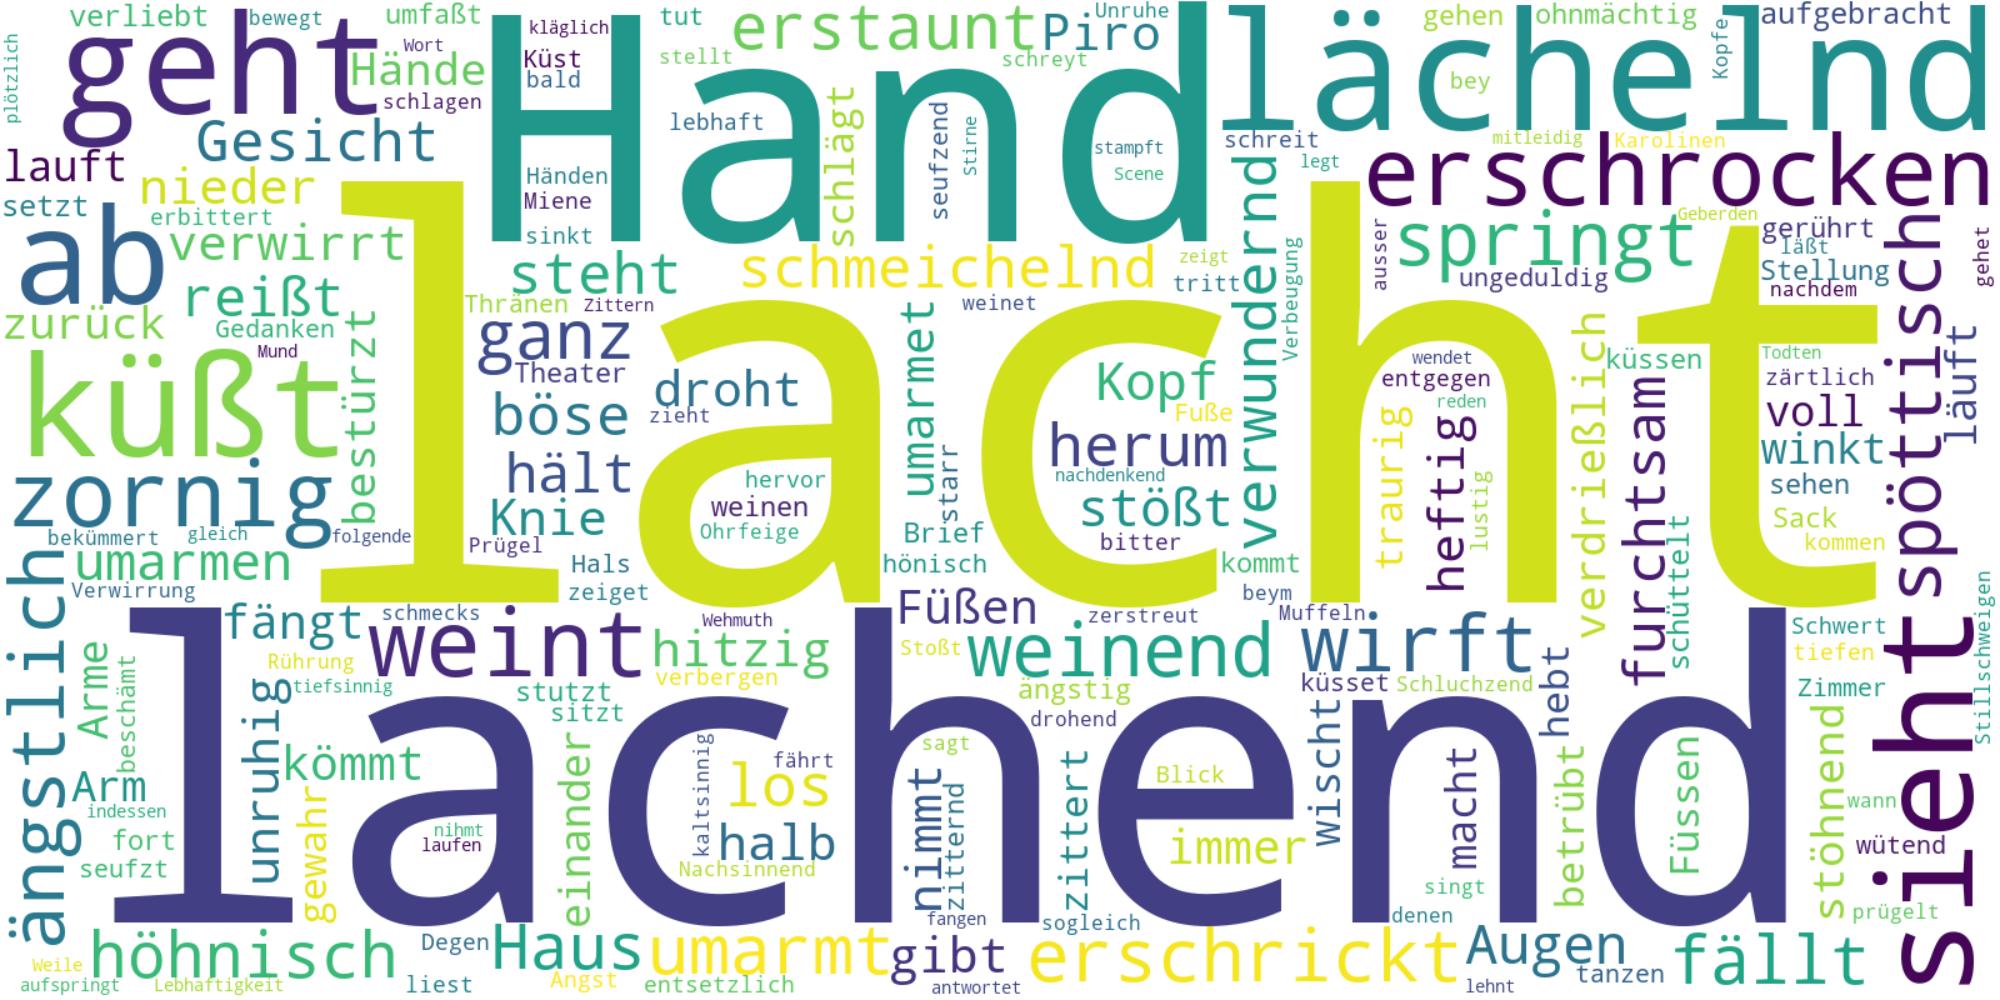 plötzlich
verliebt
bewegt
umfaßt
kläglich
tut
erstaunt
Unruhe
Piro
gehen
ohnmächtig
aufgebracht
geht
Wort
Hände
Küst
stellt
schreyt
Hand
lächelnd
bey
Kopfe
schlagen
bald
Gesicht
lebhaft
schlägt
seufzend
Stirne
stampft
schreit
mitleidig
Karolinen
lauft
nieder
Händen
Scene
legt
erschrocken
setzt
erbittert
Miene
Geberden
ab
verwirrt
sinkt
verwundernd
ausser
springt
gerührt
spöttisch
gehet
steht
schmeichelnd
zeigt
tritt
Verbeugung
ungeduldig
läßt
Stellung
reißt
Thränen
Zittern
weinet
nachdem
zurück
Gedanken
bestürzt
ganz
umarmet
verdrießlich
läuft
Mund
Theater
lacht
küßt
droht
Kopf
wendet
küssen
Todten
entgegen
zärtlich
böse
zieht
Fuße
reden
furchtsam
voll
hält
herum
traurig
heftig
winkt
zornig
hervor
starr
nachdenkend
lustig
sehen
Knie
weinen
stößt
Sack
bekümmert
gleich
folgende
Prügel
Ohrfeige
Brief
bitter
schüttelt
kommen
ängstlich
umarmen
Hals
hönisch
kommt
Verwirrung
zeiget
beym
Stillschweigen
fängt
schmecks
Wehmuth
Füßen
zerstreut
Muffeln
Schwert
Arme
beschämt
Rührung
weint
hitzig
Stoßt
weinend
wirft
hebt
tiefen
tiefsinnig
verbergen
ängstig
küsset
Schluchzend
Zimmer
unruhig
stutzt
sitzt
drohend
sieht
lachend
kömmt
einander
kaltsinnig
fährt
sagt
zittert
wischt
macht
betrübt
Füssen
stöhnend
Arm
gewahr
los
nimmt
zitternd
Blick
wann
indessen
nihmt
halb
immer
fort
laufen
wütend
seufzt
Nachsinnend
singt
prügelt
fangen
sogleich
denen
höhnisch
Degen
Haus
umarmt
gibt
erschrickt
Augen
fällt
Weile
aufspringt
Lebhaftigkeit
liest
Angst
entsetzlich
antwortet
tanzen
lehnt